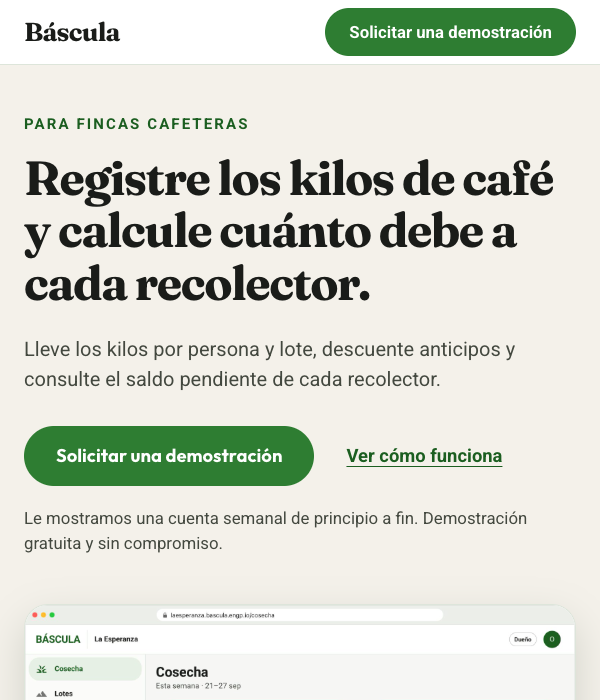 Báscula
Solicitar una demostración
PARA FINCAS CAFETERAS
Registre los kilos de café
y calcule cuánto debe a
cada recolector.
Lleve los kilos por persona y lote, descuente anticipos y
consulte el saldo pendiente de cada recolector.
Solicitar una demostración
Ver cómo funciona
Le mostramos una cuenta semanal de principio a fin. Demostración
gratuita y sin compromiso.
laesperanza.bascula.engp.io/cosecha
BÁSCULA
La Esperanza
Dueño
O
Cosecha
Cosecha
Esta semana · 21–27 sep
Lotes